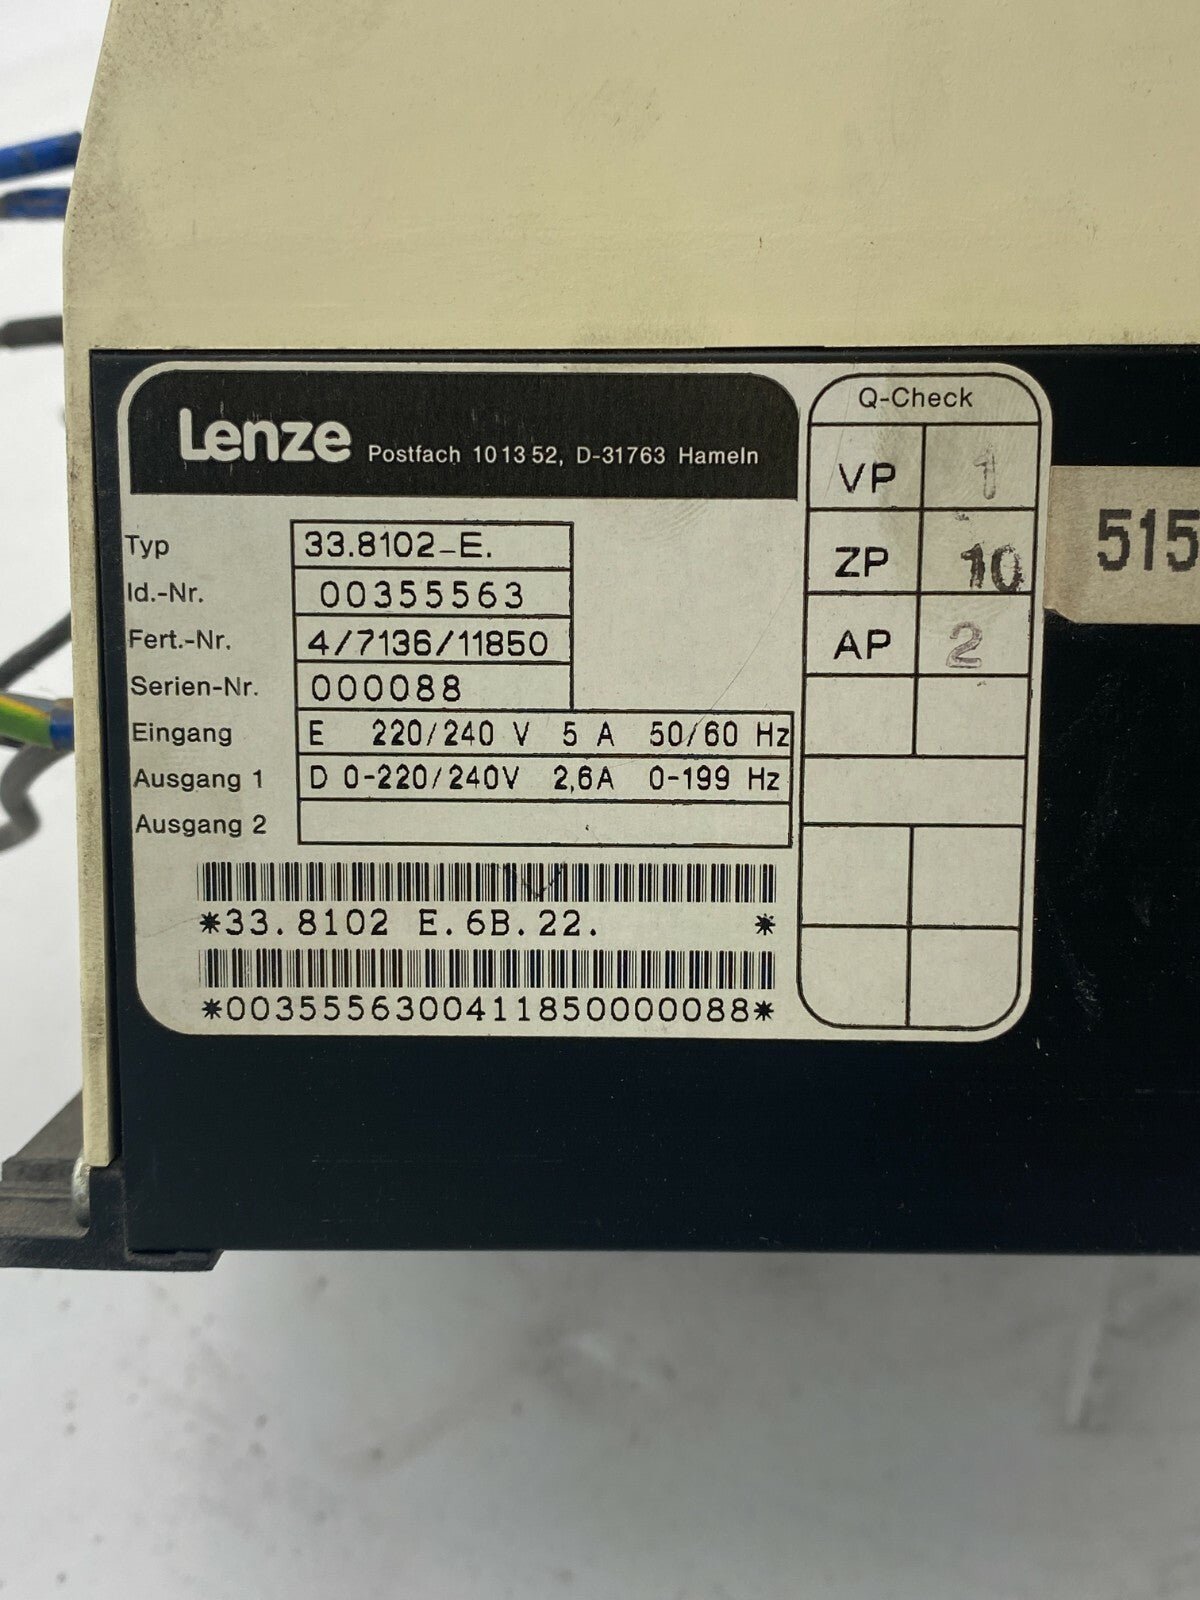 Lenze Postfach 10 13 52, D-31763 Hameln
Typ 33.8102-E.
Id.-Nr. 00355563
Fert.-Nr. 4/7136/11850
Serien-Nr. 000088
Eingang E 220/240 V 5 A 50/60 Hz
Ausgang 1 D 0-220/240V 2,6A 0-199 Hz
Ausgang 2
*33.8102 E.6B.22. *
*00355563004118500000088*
Q-Check
VP 1
ZP 10
AP 2
515